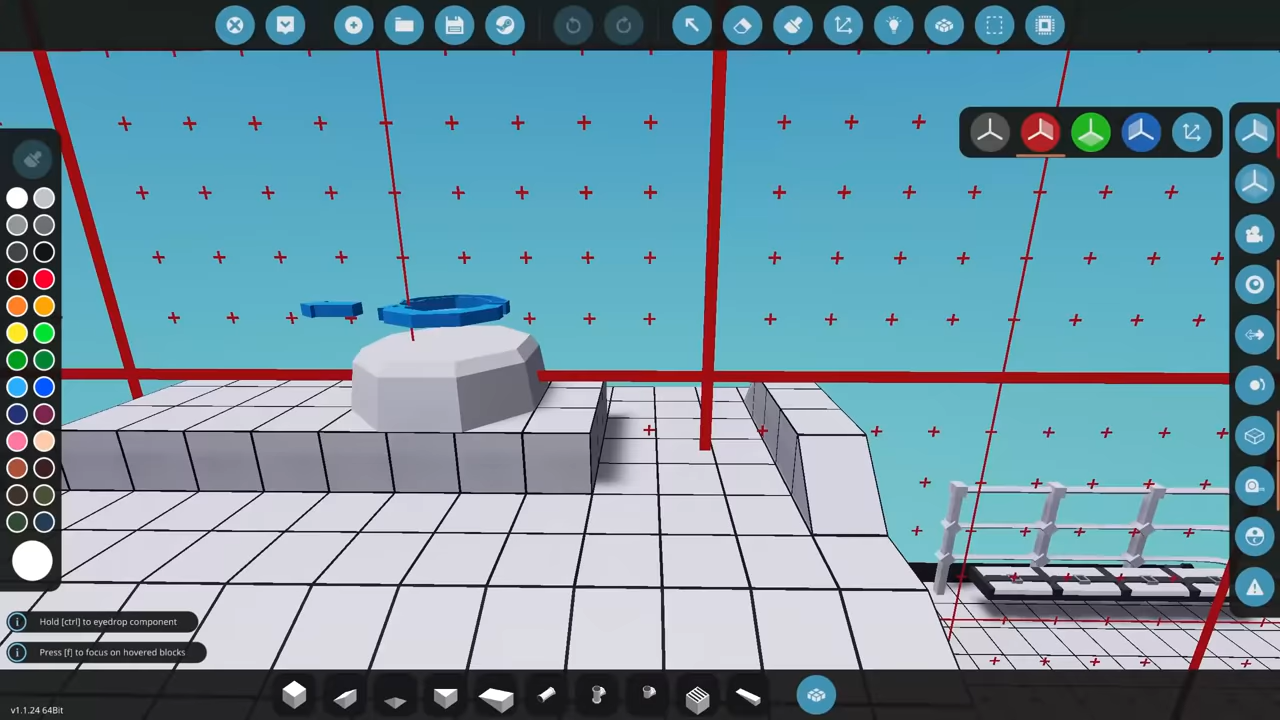 Hold [ctrl] to eyedrop component
Press [f] to focus on hovered blocks
v1.1.24 64Bit